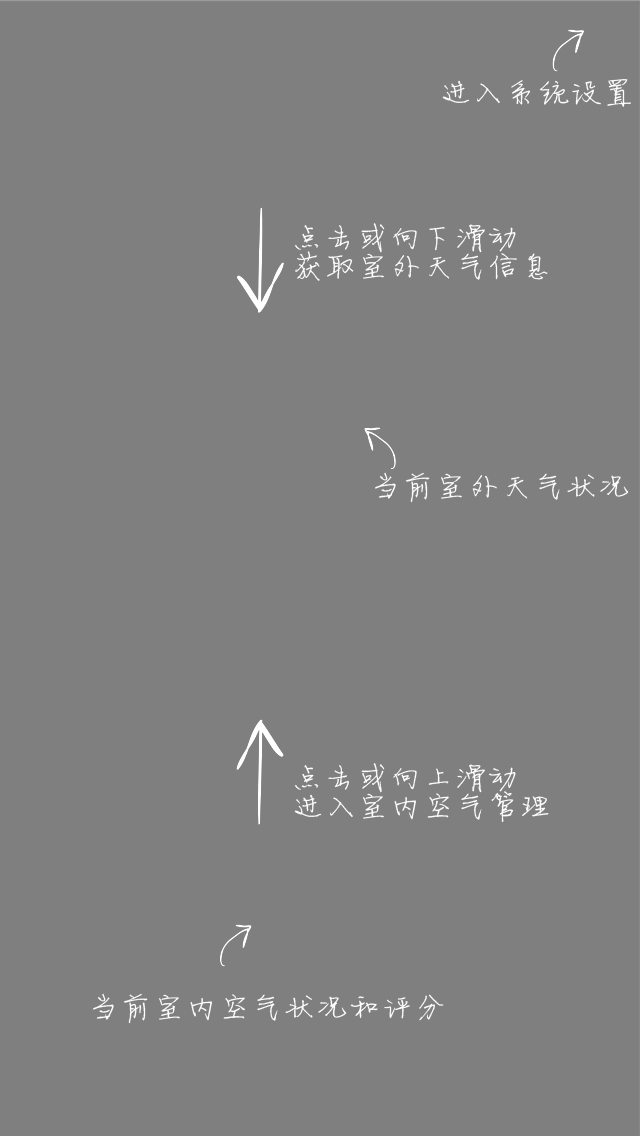 进入系统设置
点击或向下滑动
获取室外天气信息
当前室外天气状况
点击或向上滑动
进入室内空气管理
当前室内空气状况和评分